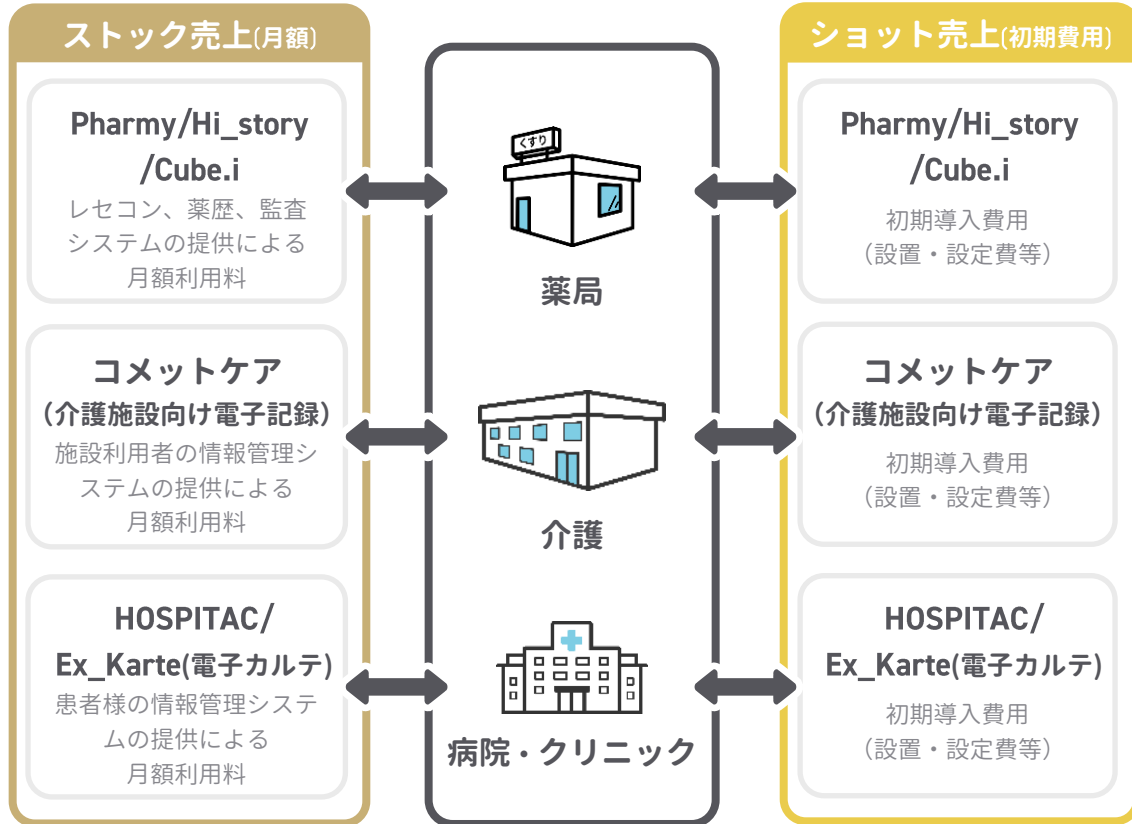 ストック売上(月額)
Pharmy/Hi_story
/Cube.i
レセコン、薬歴、監査
システムの提供による
月額利用料
コメットケア
(介護施設向け電子記録)
施設利用者の情報管理シ
ステムの提供による
月額利用料
HOSPITAC/
Ex_Karte(電子カルテ)
患者様の情報管理システ
ムの提供による
月額利用料
くすり
薬局
介護
病院・クリニック
ショット売上(初期費用)
Pharmy/Hi_story
/Cube.i
初期導入費用
(設置・設定費等)
コメットケア
(介護施設向け電子記録)
初期導入費用
(設置・設定費等)
HOSPITAC/
Ex_Karte(電子カルテ)
初期導入費用
(設置・設定費等)